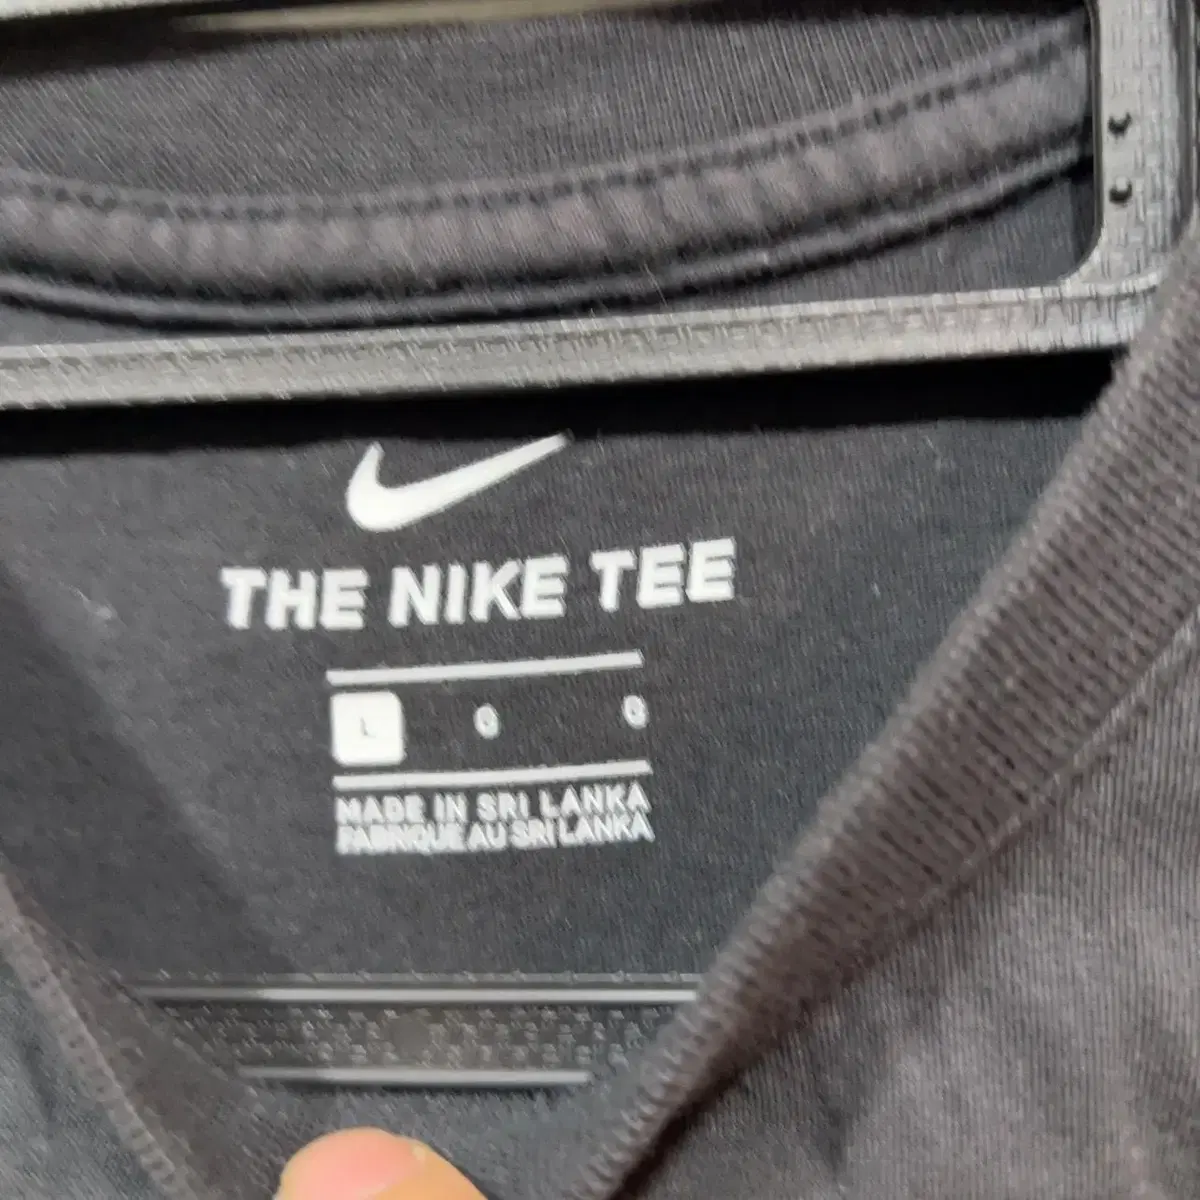 THE NIKE TEE
L G G
MADE IN SRI LANKA
FABRIQUE AU SRI LANKA